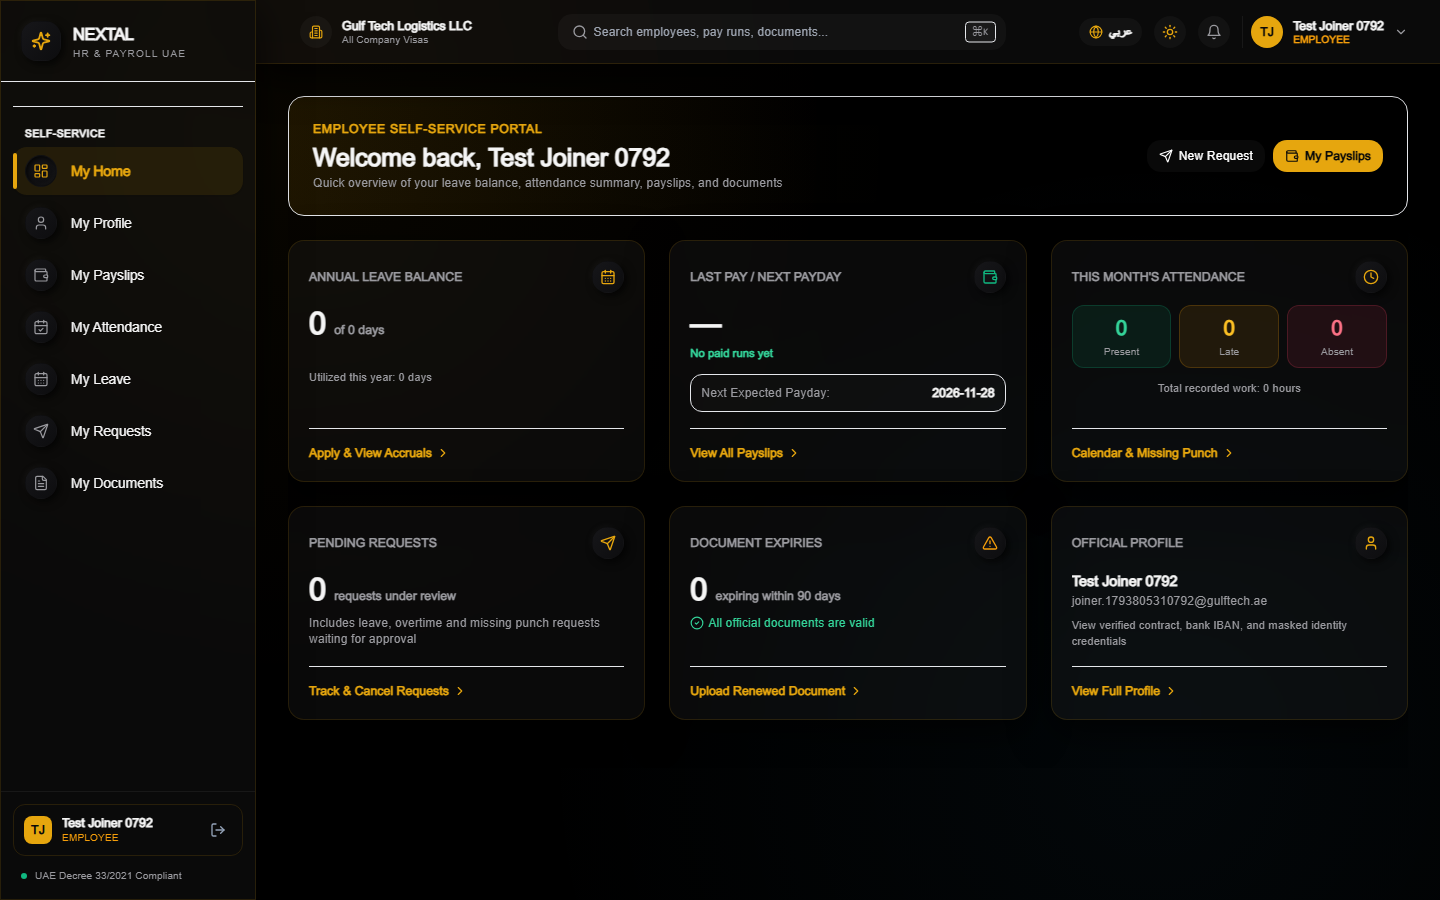 NEXTAL
HR & PAYROLL UAE
Gulf Tech Logistics LLC
All Company Visas
Search employees, pay runs, documents...
⌘K
عربي
TJ
Test Joiner 0792
EMPLOYEE
SELF-SERVICE
My Home
My Profile
My Payslips
My Attendance
My Leave
My Requests
My Documents
EMPLOYEE SELF-SERVICE PORTAL
Welcome back, Test Joiner 0792
Quick overview of your leave balance, attendance summary, payslips, and documents
New Request
My Payslips
ANNUAL LEAVE BALANCE
0 of 0 days
Utilized this year: 0 days
Apply & View Accruals
LAST PAY / NEXT PAYDAY
—
No paid runs yet
Next Expected Payday: 2026-11-28
View All Payslips
THIS MONTH'S ATTENDANCE
0 0 0
Present Late Absent
Total recorded work: 0 hours
Calendar & Missing Punch
PENDING REQUESTS
0 requests under review
Includes leave, overtime and missing punch requests
waiting for approval
Track & Cancel Requests
DOCUMENT EXPIRIES
0 expiring within 90 days
All official documents are valid
Upload Renewed Document
OFFICIAL PROFILE
Test Joiner 0792
joiner.1793805310792@gulftech.ae
View verified contract, bank IBAN, and masked identity
credentials
View Full Profile
TJ
Test Joiner 0792
EMPLOYEE
UAE Decree 33/2021 Compliant